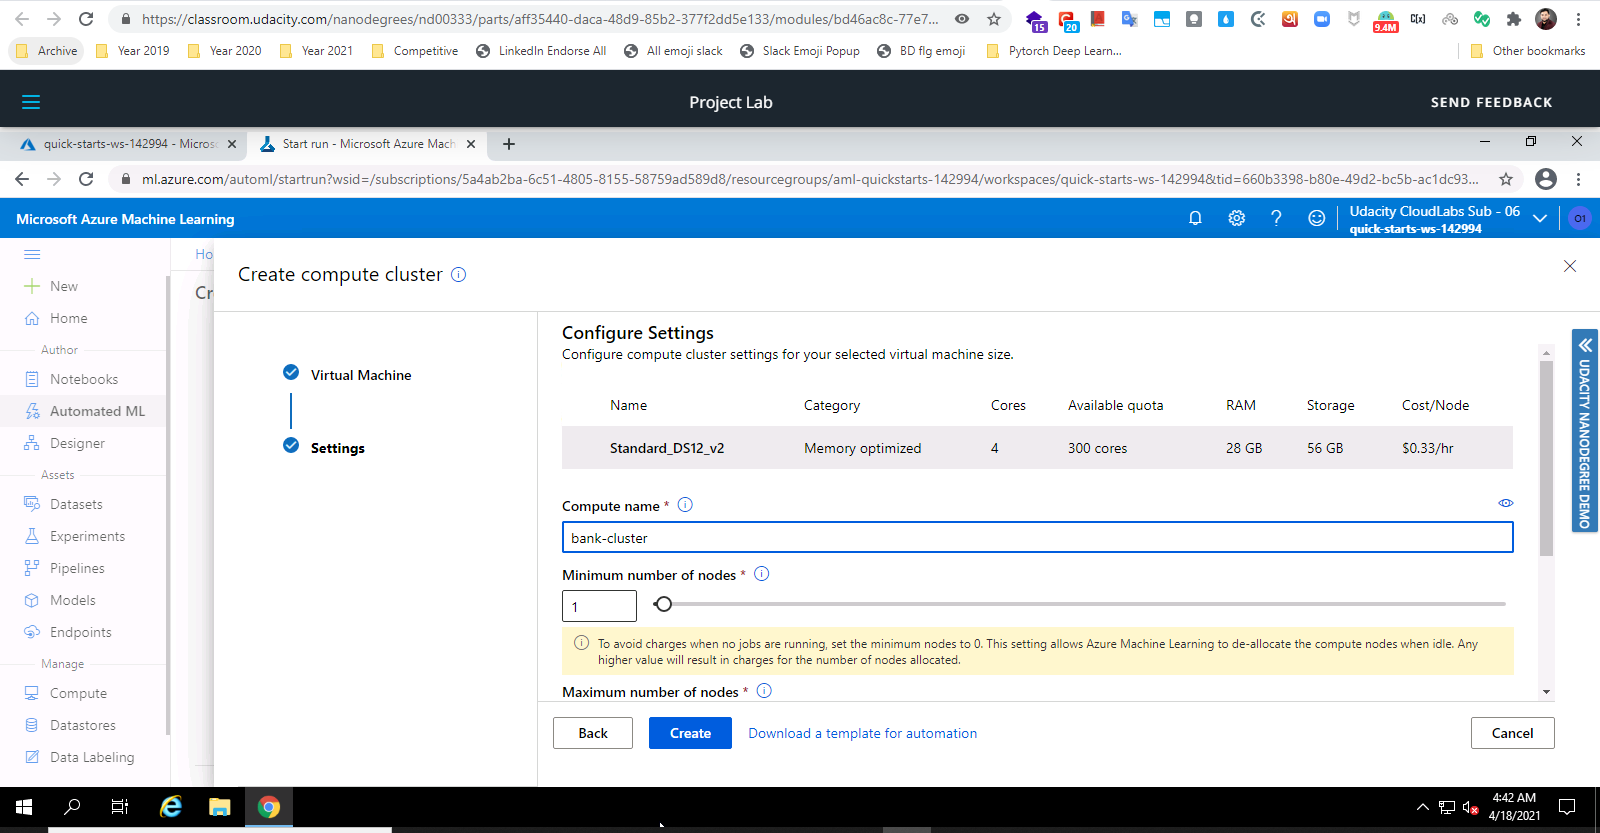 https://classroom.udacity.com/nanodegrees/nd00333/parts/aff35440-daca-48d9-85b2-377f2dd5e133/modules/bd46ac8c-77e7...
15
20
9.4M
Archive
Year 2019
Year 2020
Year 2021
Competitive
LinkedIn Endorse All
All emoji slack
Slack Emoji Popup
BD flg emoji
Pytorch Deep Learn...
Other bookmarks
Project Lab
SEND FEEDBACK
quick-starts-ws-142994 - Micros
Start run - Microsoft Azure Mach
ml.azure.com/automl/startrun?wsid=/subscriptions/5a4ab2ba-6c51-4805-8155-58759ad589d8/resourcegroups/aml-quickstarts-142994/workspaces/quick-starts-ws-142994&tid=660b3398-b80e-49d2-bc5b-ac1dc93...
Microsoft Azure Machine Learning
Udacity CloudLabs Sub - 06
quick-starts-ws-142994
O1
New
Home
Author
Notebooks
Automated ML
Designer
Assets
Datasets
Experiments
Pipelines
Models
Endpoints
Manage
Compute
Datastores
Data Labeling
Ho
Cr
Create compute cluster
Virtual Machine
Settings
Configure Settings
Configure compute cluster settings for your selected virtual machine size.
Name Category Cores Available quota RAM Storage Cost/Node
Standard_DS12_v2 Memory optimized 4 300 cores 28 GB 56 GB $0.33/hr
Compute name *
bank-cluster
Minimum number of nodes *
1
To avoid charges when no jobs are running, set the minimum nodes to 0. This setting allows Azure Machine Learning to de-allocate the compute nodes when idle. Any
higher value will result in charges for the number of nodes allocated.
Maximum number of nodes *
Back
Create
Download a template for automation
Cancel
UDACITY NANODEGREE DEMO
4:42 AM
4/18/2021